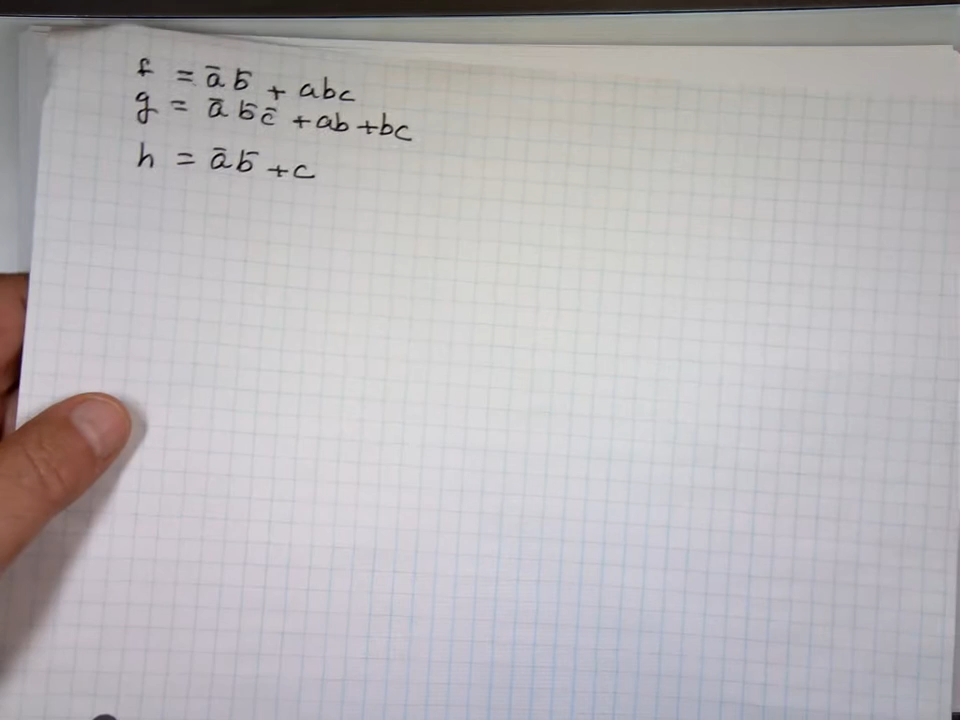 f = āb̄ + abc
g = āb̄c̄ + ab + bc
h = āb̄ + c